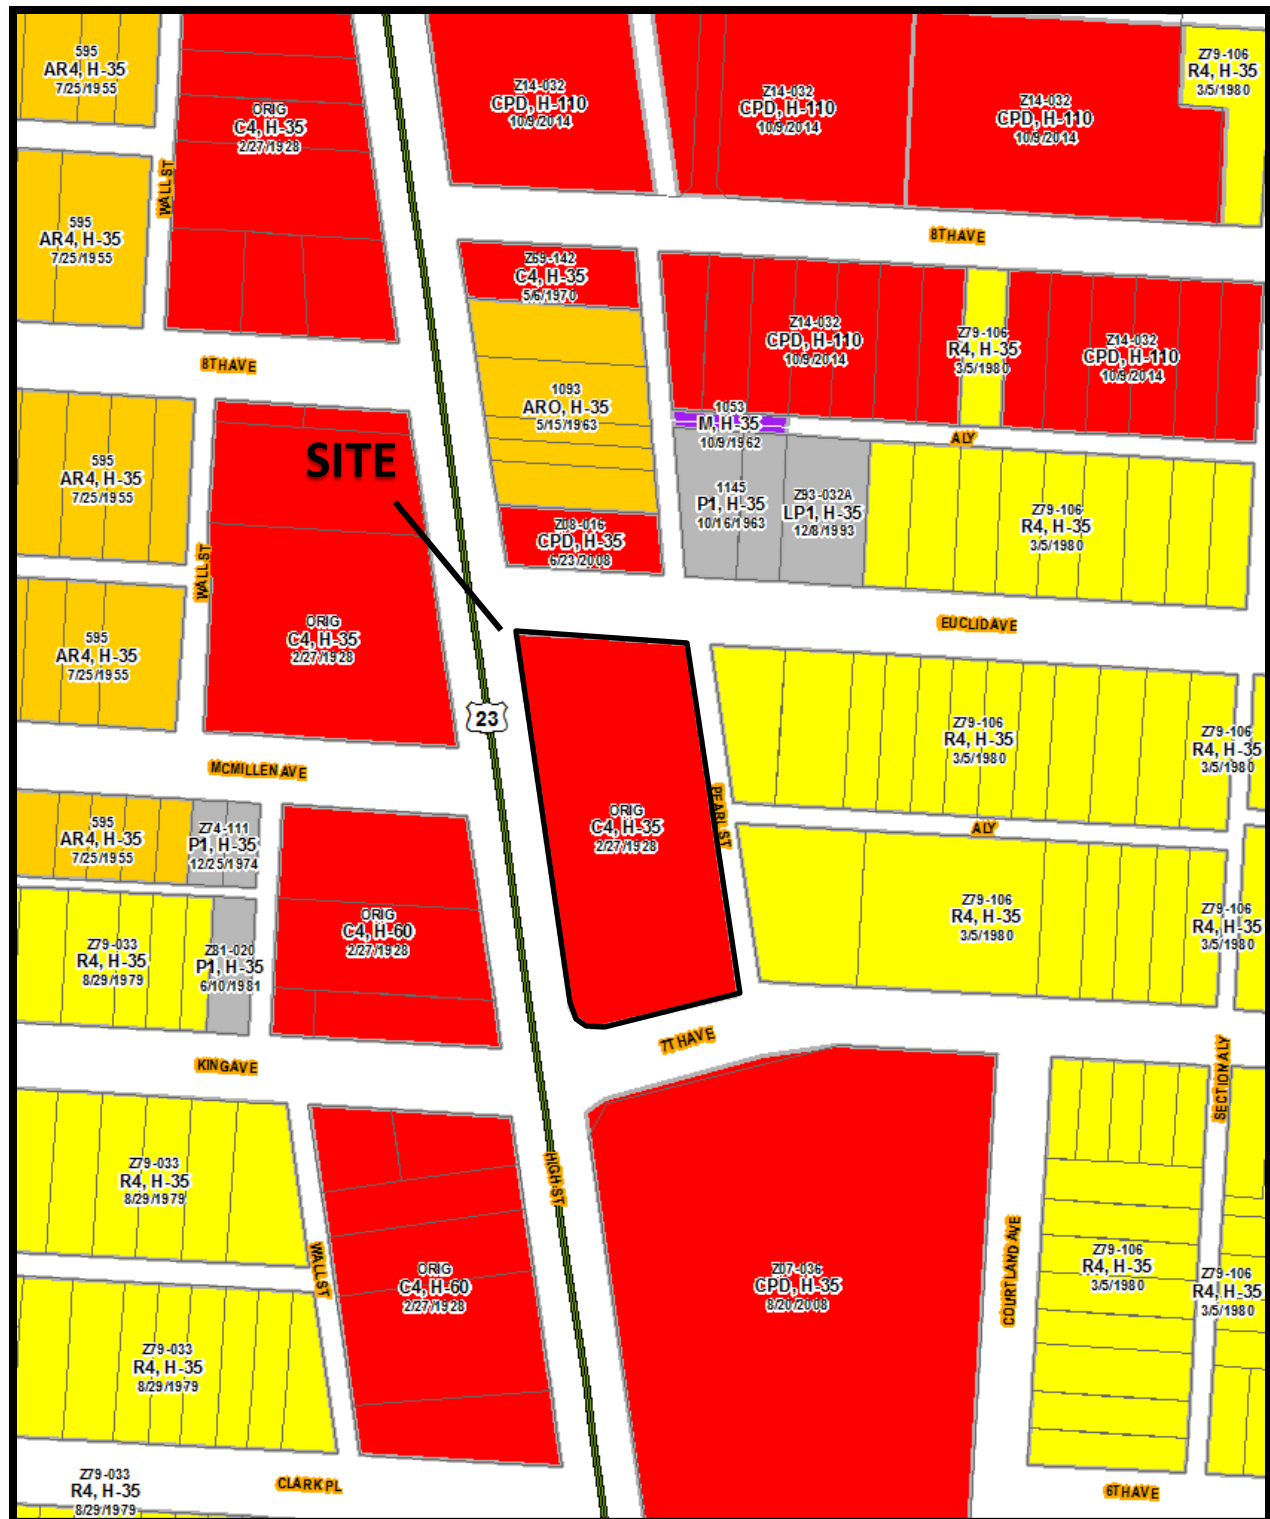 595
AR4, H-35
7/25/1955
ORIG
C4, H-35
2/27/1928
Z14-032
CPD, H-110
10/9/2014
Z14-032
CPD, H-110
10/9/2014
Z14-032
CPD, H-110
10/9/2014
Z79-106
R4, H-35
3/5/1980
WALL ST
595
AR4, H-35
7/25/1955
8TH AVE
Z69-142
C4, H-35
5/6/1970
8TH AVE
Z14-032
CPD, H-110
10/9/2014
Z79-106
R4, H-35
3/5/1980
Z14-032
CPD, H-110
10/9/2014
1093
ARO, H-35
5/15/1963
1053
M, H-35
10/9/1962
ALY
SITE
595
AR4, H-35
7/25/1955
1145
P1, H-35
10/16/1963
Z93-032A
LP1, H-35
12/8/1993
Z79-106
R4, H-35
3/5/1980
Z08-016
CPD, H-35
6/23/2008
WALL ST
EUCLID AVE
595
AR4, H-35
7/25/1955
ORIG
C4, H-35
2/27/1928
23
Z79-106
R4, H-35
3/5/1980
Z79-106
R4, H-35
3/5/1980
MCMILLEN AVE
PEARL ST
595
AR4, H-35
7/25/1955
Z74-111
P1, H-35
12/25/1974
ORIG
C4, H-35
2/27/1928
ALY
ORIG
C4, H-60
2/27/1928
Z79-106
R4, H-35
3/5/1980
Z79-106
R4, H-35
3/5/1980
Z79-033
R4, H-35
8/29/1979
Z81-020
P1, H-35
6/10/1981
7TH AVE
KING AVE
SECTION ALY
Z79-033
R4, H-35
8/29/1979
HIGH ST
WALL ST
ORIG
C4, H-60
2/27/1928
Z07-036
CPD, H-35
8/20/2008
COURTLAND AVE
Z79-106
R4, H-35
3/5/1980
Z79-106
R4, H-35
3/5/1980
Z79-033
R4, H-35
8/29/1979
Z79-033
R4, H-35
8/29/1979
CLARK PL
6TH AVE